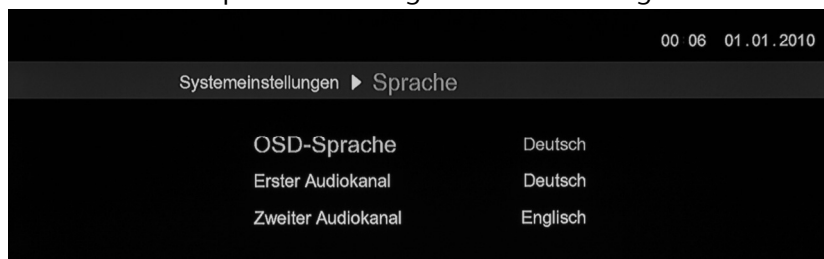 00 06 01.01.2010
Systemeinstellungen ▶ Sprache
OSD-Sprache Deutsch
Erster Audiokanal Deutsch
Zweiter Audiokanal Englisch